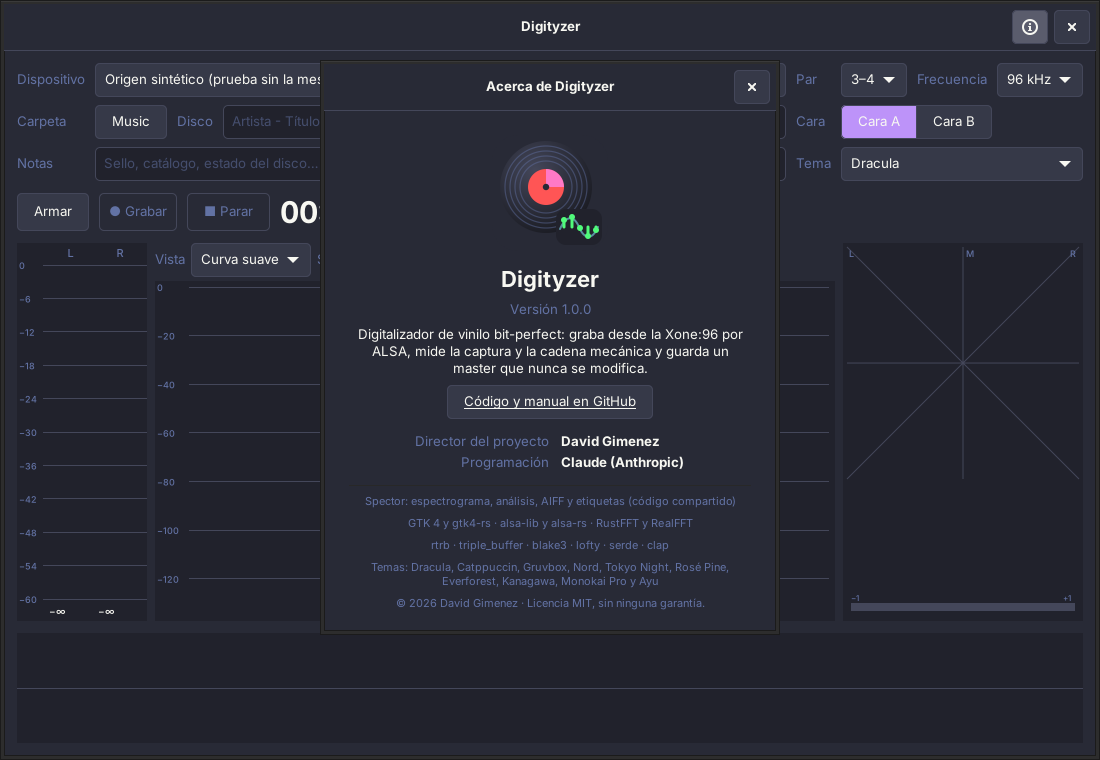 Digityzer
Dispositivo
Origen sintético (prueba sin la mes
Par
3–4
Frecuencia
96 kHz
Carpeta
Music
Disco
Artista - Título
Cara
Cara A
Cara B
Notas
Sello, catálogo, estado del disco...
Tema
Dracula
Armar
Grabar
Parar
00:
L R
0
−6
−12
−18
−24
−30
−36
−42
−48
−54
−60
−∞ −∞
Vista
Curva suave
0
−20
−40
−60
−80
−100
−120
L
M
R
−1
+1
Acerca de Digityzer
Digityzer
Versión 1.0.0
Digitalizador de vinilo bit-perfect: graba desde la Xone:96 por
ALSA, mide la captura y la cadena mecánica y guarda un
master que nunca se modifica.
Código y manual en GitHub
Director del proyecto David Gimenez
Programación Claude (Anthropic)
Spector: espectrograma, análisis, AIFF y etiquetas (código compartido)
GTK 4 y gtk4-rs · alsa-lib y alsa-rs · RustFFT y RealFFT
rtrb · triple_buffer · blake3 · lofty · serde · clap
Temas: Dracula, Catppuccin, Gruvbox, Nord, Tokyo Night, Rosé Pine,
Everforest, Kanagawa, Monokai Pro y Ayu
© 2026 David Gimenez · Licencia MIT, sin ninguna garantía.